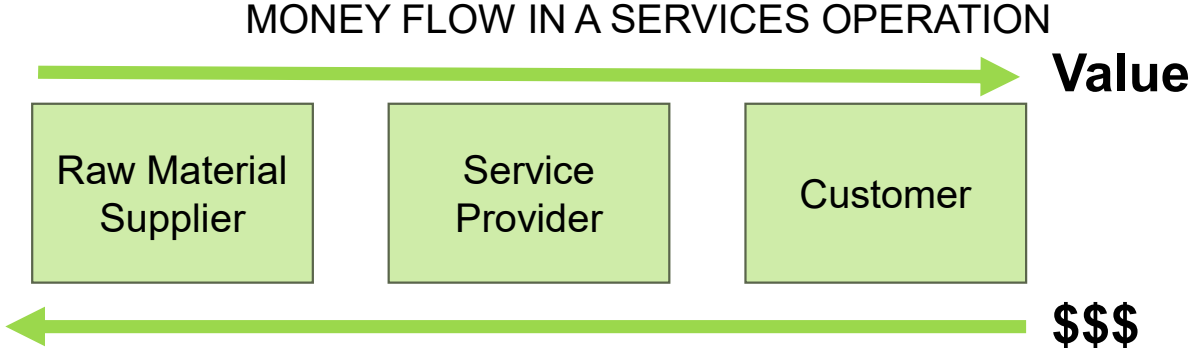 MONEY FLOW IN A SERVICES OPERATION
Value
Raw Material
Supplier
Service
Provider
Customer
$$$